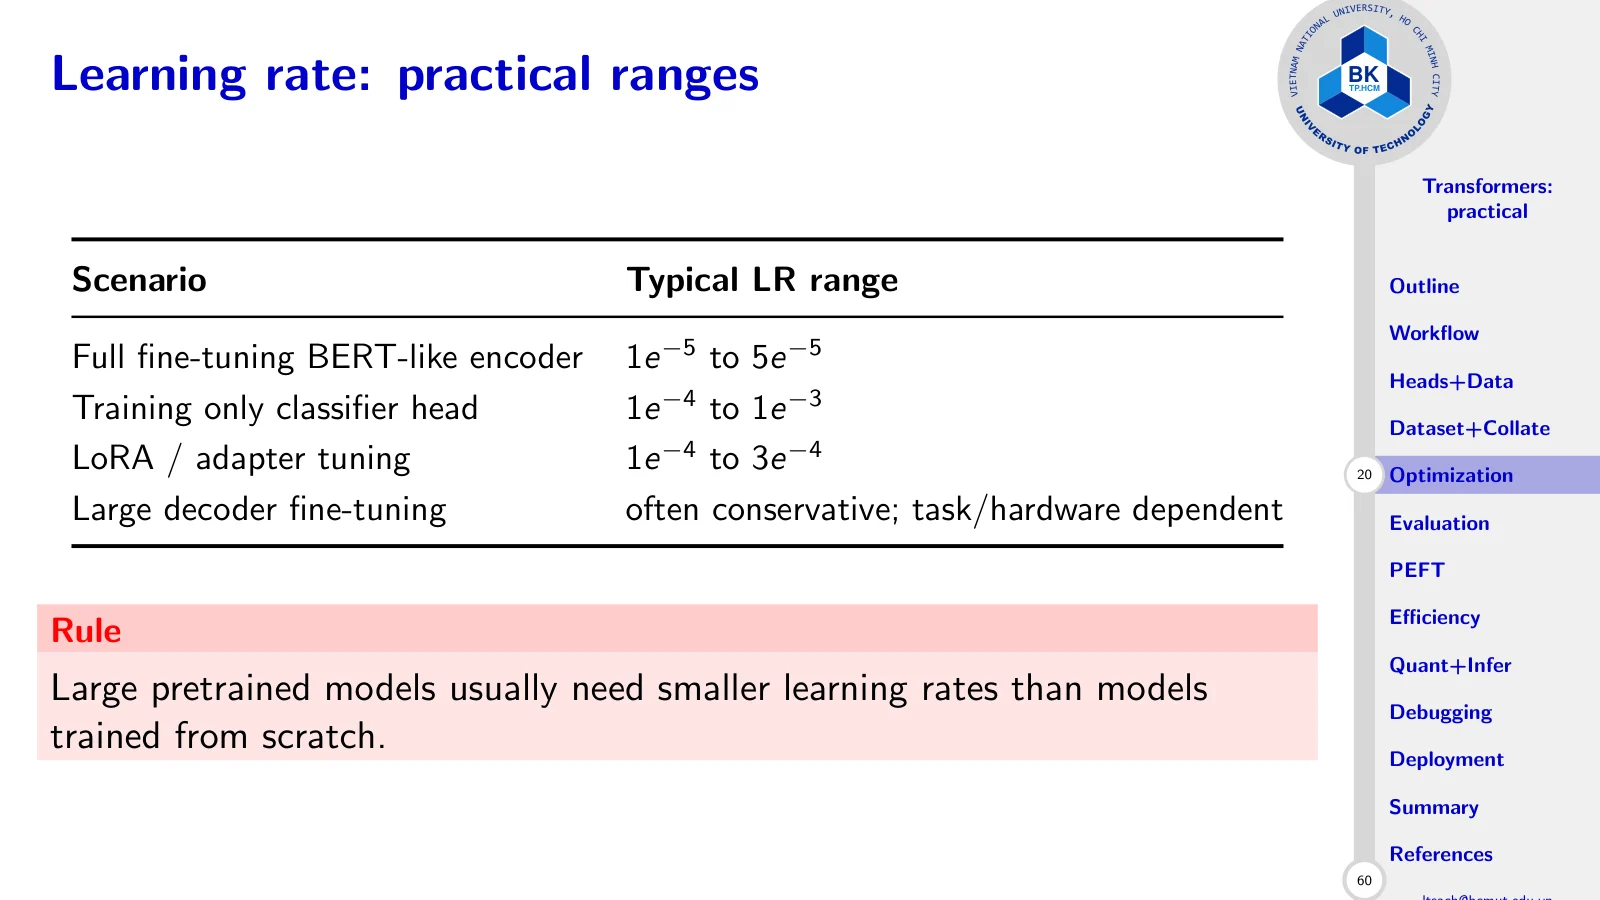 Learning rate: practical ranges
Scenario Typical LR range
Full fine-tuning BERT-like encoder 1e⁻⁵ to 5e⁻⁵
Training only classifier head 1e⁻⁴ to 1e⁻³
LoRA / adapter tuning 1e⁻⁴ to 3e⁻⁴
Large decoder fine-tuning often conservative; task/hardware dependent
Rule
Large pretrained models usually need smaller learning rates than models
trained from scratch.
VIETNAM NATIONAL UNIVERSITY, HO CHI MINH CITY
BK
TP.HCM
UNIVERSITY OF TECHNOLOGY
Transformers:
practical
Outline
Workflow
Heads+Data
Dataset+Collate
20 Optimization
Evaluation
PEFT
Efficiency
Quant+Infer
Debugging
Deployment
Summary
References
60